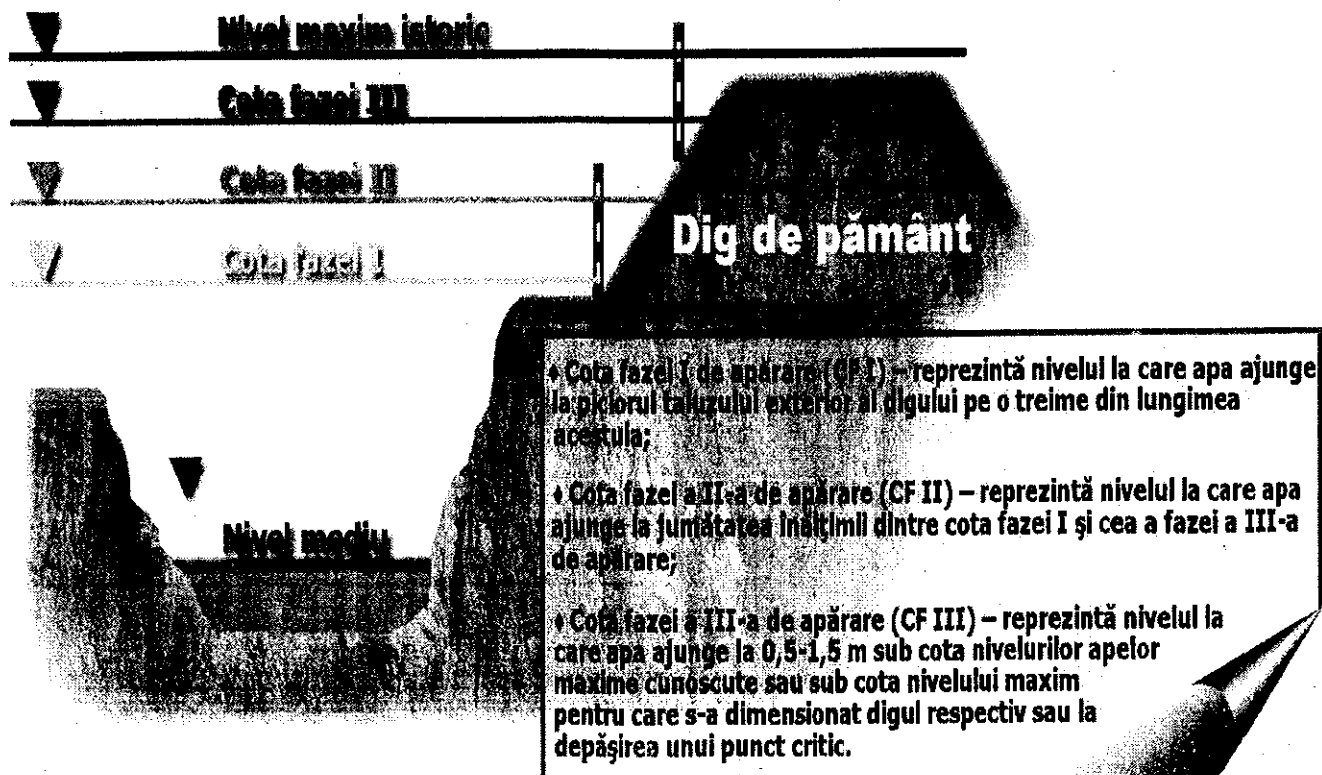 Nivel maxim istoric
Cota fazei III
Cota fazei II
Cota fazei I
Dig de pământ
Nivel mediu
♦ Cota fazei I de apărare (CF I) – reprezintă nivelul la care apa ajunge
la piciorul taluzului exterior al digului pe o treime din lungimea
acestuia;
♦ Cota fazei a II-a de apărare (CF II) – reprezintă nivelul la care apa
ajunge la jumătatea înălţimii dintre cota fazei I şi cea a fazei a III-a
de apărare;
♦ Cota fazei a III-a de apărare (CF III) – reprezintă nivelul la
care apa ajunge la 0,5-1,5 m sub cota nivelurilor apelor
maxime cunoscute sau sub cota nivelului maxim
pentru care s-a dimensionat digul respectiv sau la
depăşirea unui punct critic.